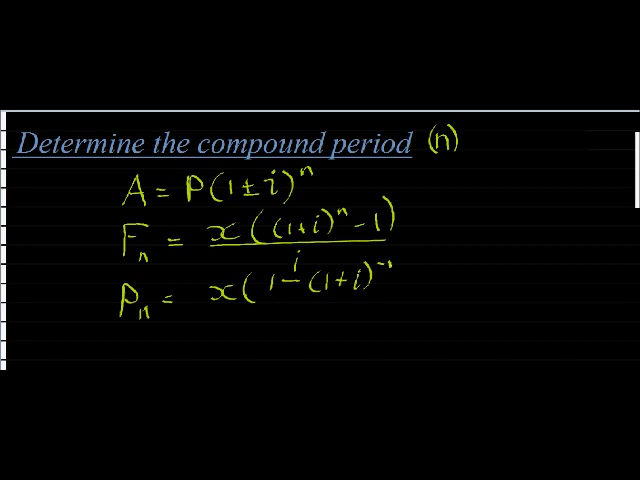 Determine the compound period (n)
A = P(1±i)^n
F_n = x((1+i)^n - 1)
i
P_n = x(1-(1+i)^-n